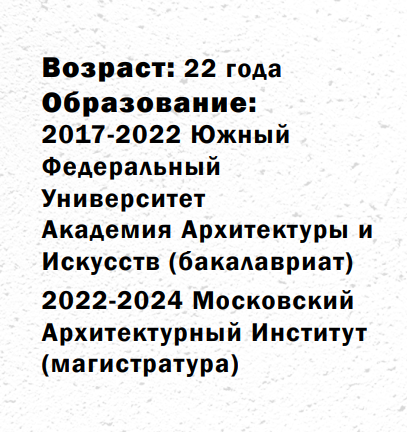 Возраст: 22 года
Образование:
2017-2022 Южный
Федеральный
Университет
Академия Архитектуры и
Искусств (бакалавриат)
2022-2024 Московский
Архитектурный Институт
(магистратура)